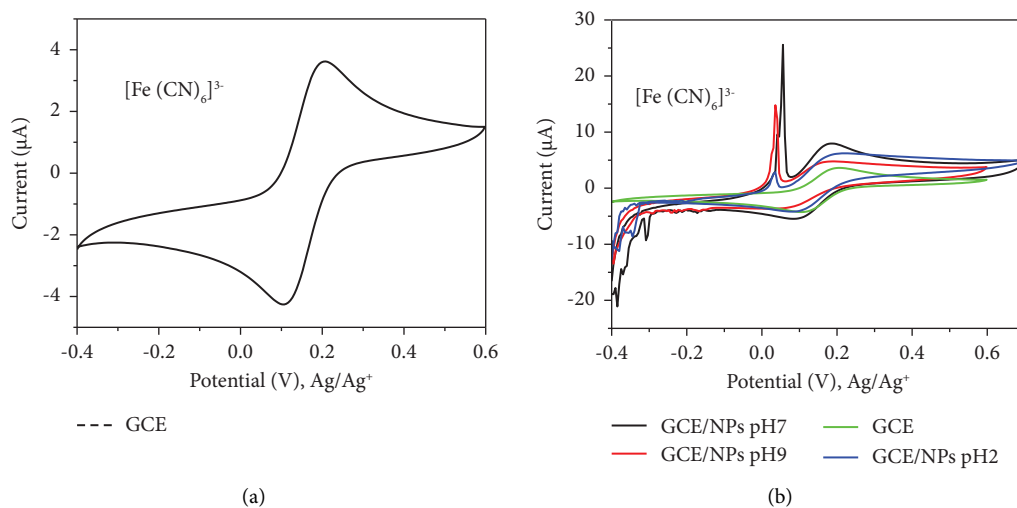 (a)
[Fe (CN)₆]³⁻
Current (µA)
4
2
0
-2
-4
-0.4 -0.2 0.0 0.2 0.4 0.6
Potential (V), Ag/Ag⁺
GCE
(a)
(b)
[Fe (CN)₆]³⁻
Current (µA)
30
20
10
0
-10
-20
-0.4 -0.2 0.0 0.2 0.4 0.6
Potential (V), Ag/Ag⁺
GCE/NPs pH7 GCE
GCE/NPs pH9 GCE/NPs pH2
(b)